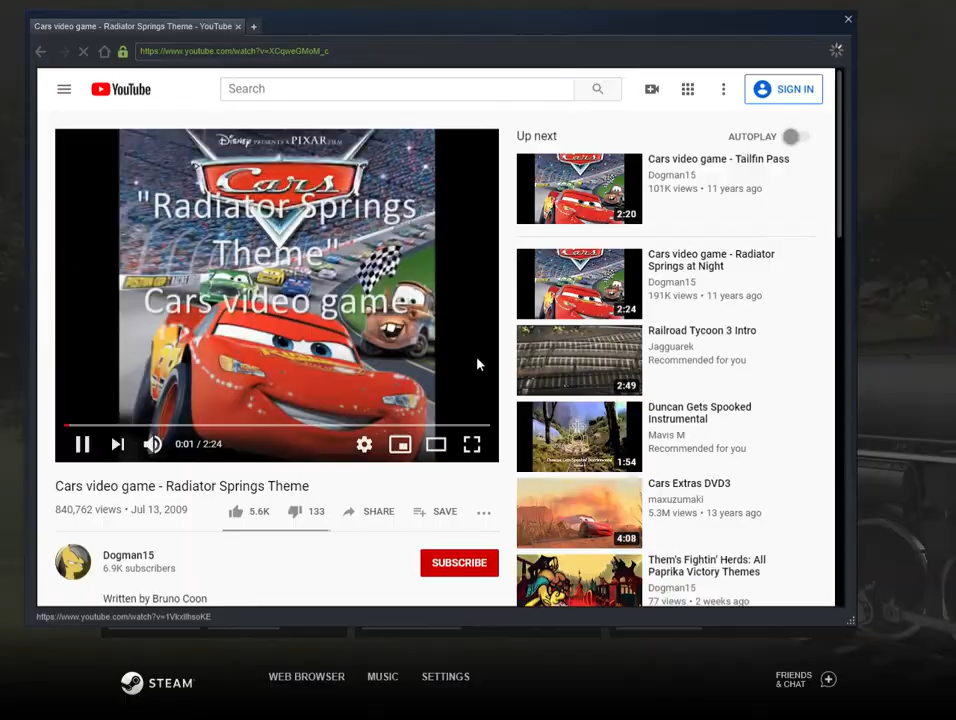 Cars video game - Radiator Springs Theme - YouTube
https://www.youtube.com/watch?v=XCqweGMoM_c
YouTube
Search
SIGN IN
Disney PRESENTS A PIXAR FILM
Cars
"Radiator Springs
Theme"
Cars video game
0:01 / 2:24
Cars video game - Radiator Springs Theme
840,762 views • Jul 13, 2009
5.6K
133
SHARE
SAVE
Dogman15
6.9K subscribers
SUBSCRIBE
Written by Bruno Coon
Up next
AUTOPLAY
Cars video game - Tailfin Pass
Dogman15
101K views • 11 years ago
2:20
Cars video game - Radiator
Springs at Night
Dogman15
191K views • 11 years ago
2:24
Railroad Tycoon 3 Intro
Jagguarek
Recommended for you
2:49
Duncan Gets Spooked
Instrumental
Mavis M
Recommended for you
1:54
Cars Extras DVD3
maxuzumaki
5.3M views • 13 years ago
4:08
Them's Fightin' Herds: All
Paprika Victory Themes
Dogman15
77 views • 2 weeks ago
STEAM
WEB BROWSER
MUSIC
SETTINGS
FRIENDS
& CHAT